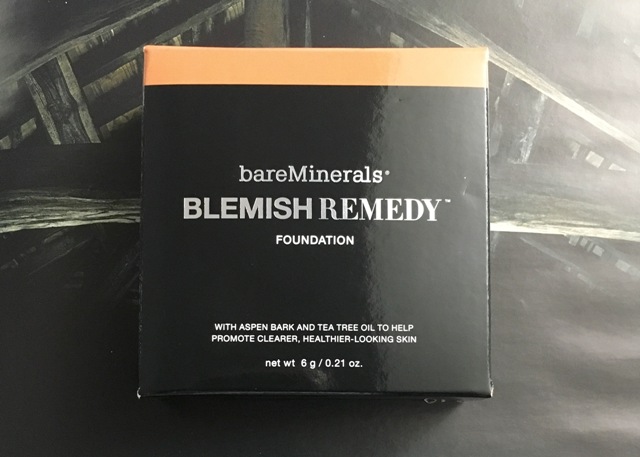 bareMinerals®
BLEMISH REMEDY™
FOUNDATION
WITH ASPEN BARK AND TEA TREE OIL TO HELP
PROMOTE CLEARER, HEALTHIER-LOOKING SKIN
net wt 6 g / 0.21 oz.